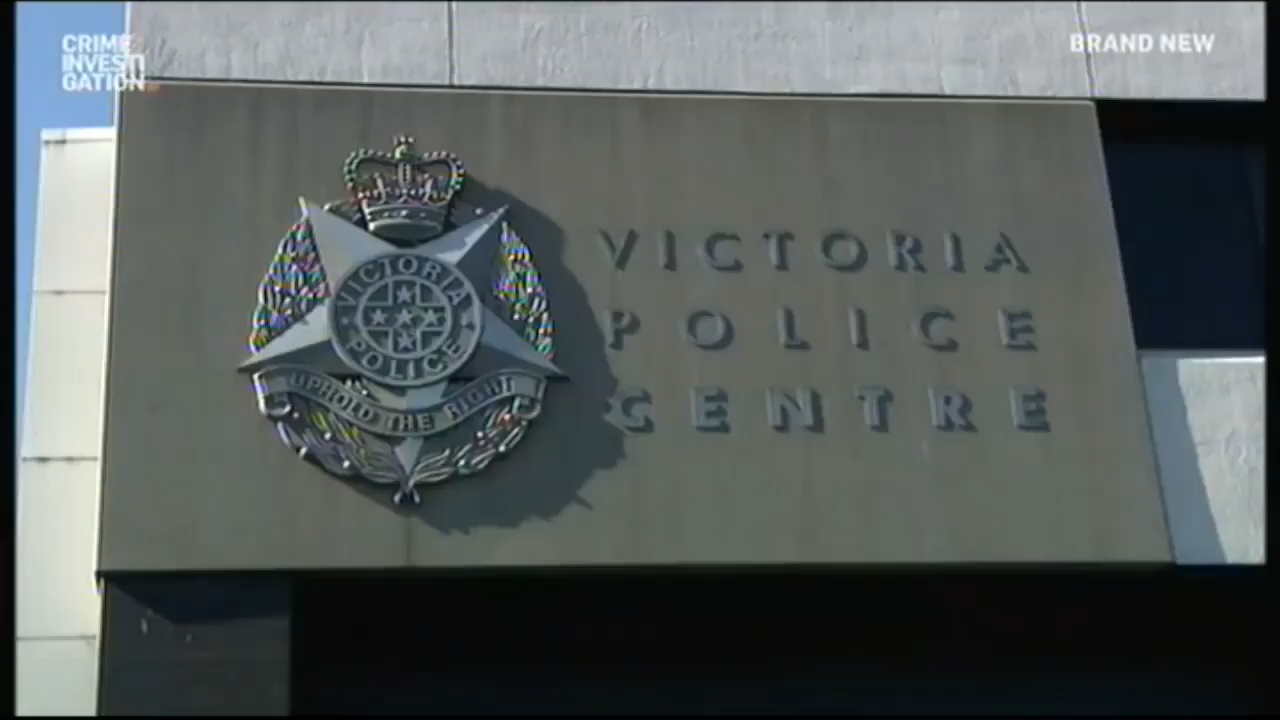 CRIME
INVESTI
GATION
BRAND NEW
VICTORIA
POLICE
CENTRE
VICTORIA
POLICE
UPHOLD THE RIGHT